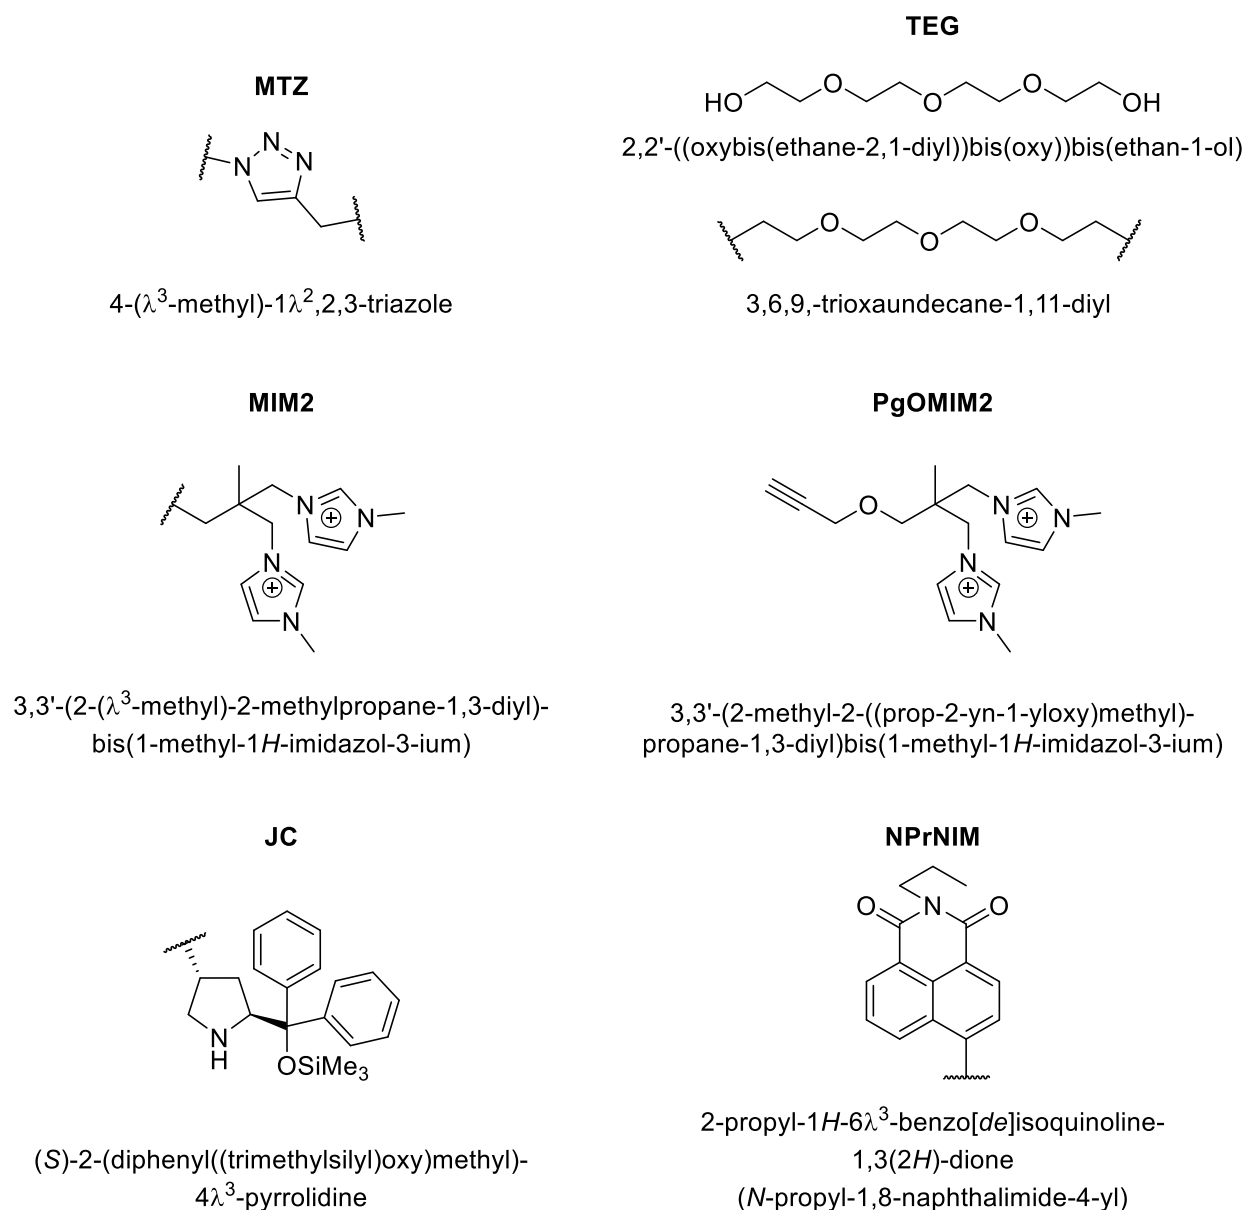 MTZ
N
N
N
4-(λ³-methyl)-1λ²,2,3-triazole
TEG
HO O O O OH
2,2'-((oxybis(ethane-2,1-diyl))bis(oxy))bis(ethan-1-ol)
O O O
3,6,9,-trioxaundecane-1,11-diyl
MIM2
N + N
N
+
N
3,3'-(2-(λ³-methyl)-2-methylpropane-1,3-diyl)-
bis(1-methyl-1H-imidazol-3-ium)
PgOMIM2
O N + N
N
+
N
3,3'-(2-methyl-2-((prop-2-yn-1-yloxy)methyl)-
propane-1,3-diyl)bis(1-methyl-1H-imidazol-3-ium)
JC
N
H
OSiMe₃
(S)-2-(diphenyl((trimethylsilyl)oxy)methyl)-
4λ³-pyrrolidine
NPrNIM
O N O
2-propyl-1H-6λ³-benzo[de]isoquinoline-
1,3(2H)-dione
(N-propyl-1,8-naphthalimide-4-yl)